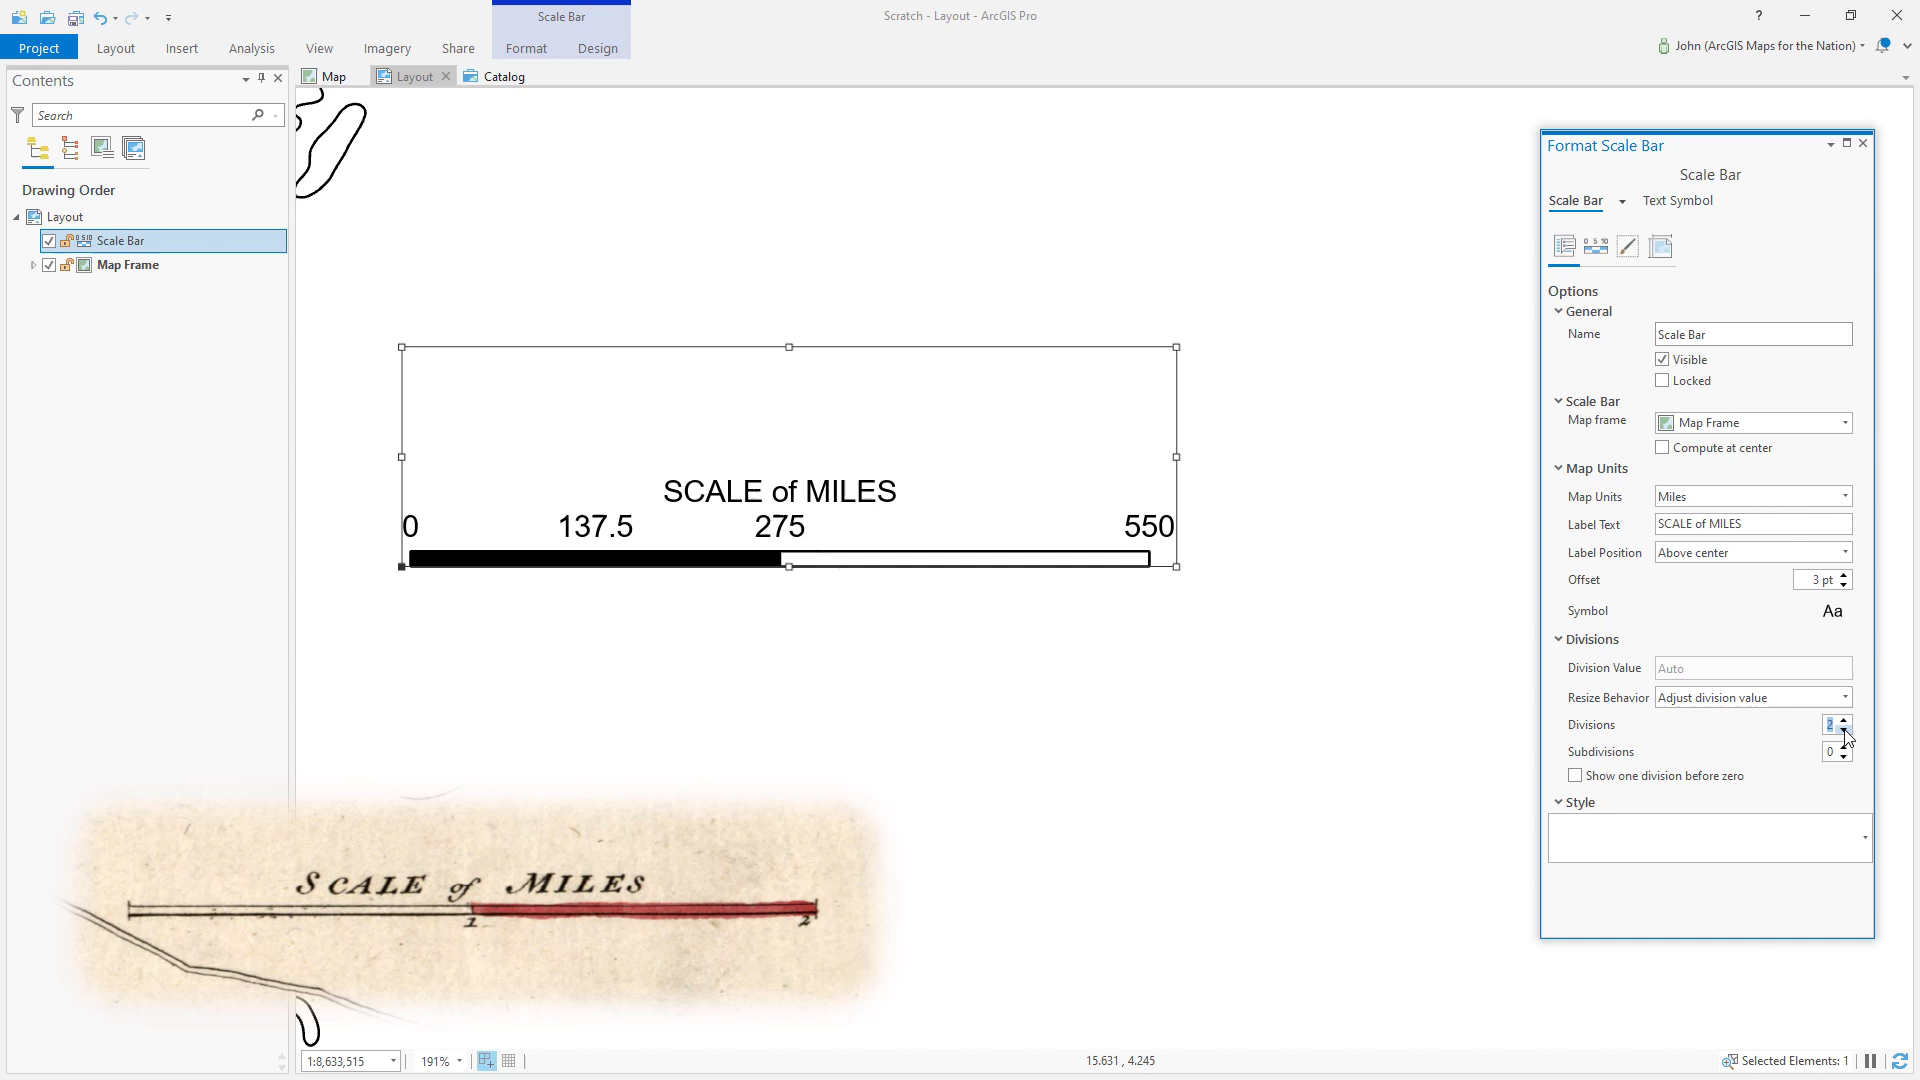 Scale Bar
Scratch - Layout - ArcGIS Pro
?
Project
Layout
Insert
Analysis
View
Imagery
Share
Format
Design
John (ArcGIS Maps for the Nation)
Contents
Map
Layout
Catalog
Search
Drawing Order
Layout
Scale Bar
Map Frame
SCALE of MILES
0 137.5 275 550
SCALE of MILES
1 2
Format Scale Bar
Scale Bar
Scale Bar
Text Symbol
0 5 10
Options
General
Name
Scale Bar
Visible
Locked
Scale Bar
Map frame
Map Frame
Compute at center
Map Units
Map Units
Miles
Label Text
SCALE of MILES
Label Position
Above center
Offset
3 pt
Symbol
Aa
Divisions
Division Value
Auto
Resize Behavior
Adjust division value
Divisions
2
Subdivisions
0
Show one division before zero
Style
1:8,633,515
191%
15.631 , 4.245
Selected Elements: 1